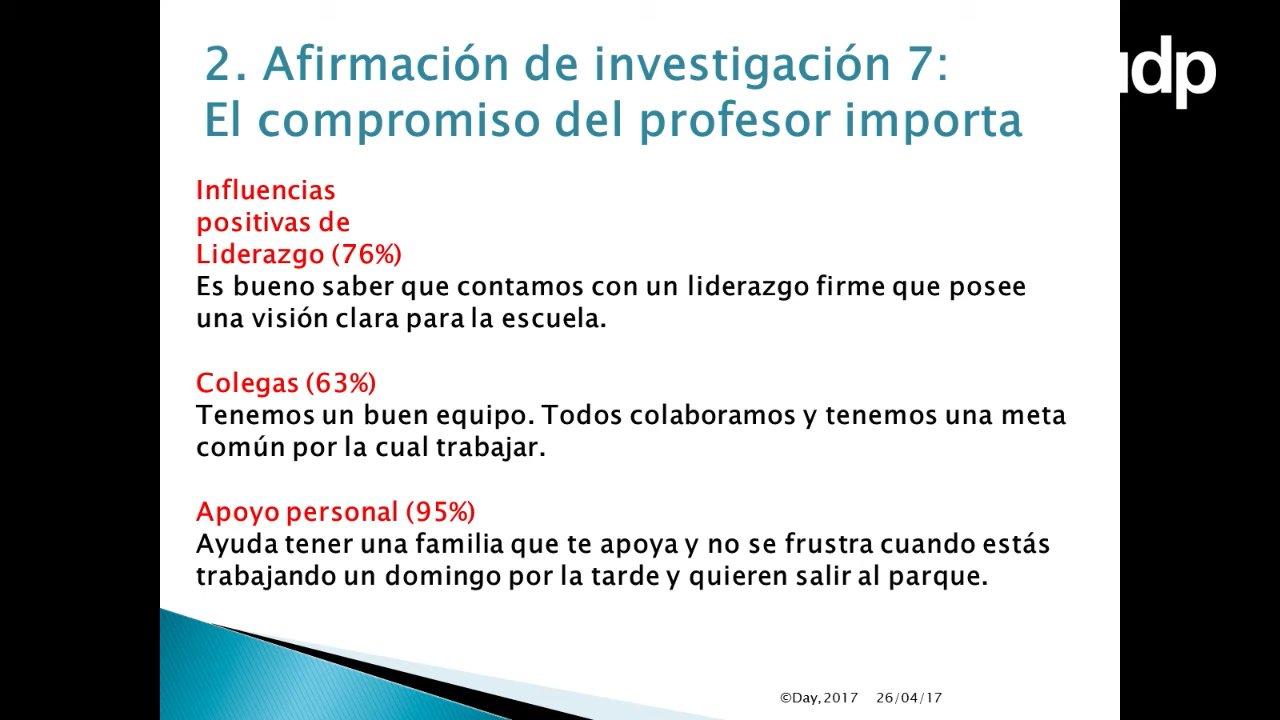 2. Afirmación de investigación 7:
El compromiso del profesor importa
Influencias
positivas de
Liderazgo (76%)
Es bueno saber que contamos con un liderazgo firme que posee
una visión clara para la escuela.
Colegas (63%)
Tenemos un buen equipo. Todos colaboramos y tenemos una meta
común por la cual trabajar.
Apoyo personal (95%)
Ayuda tener una familia que te apoya y no se frustra cuando estás
trabajando un domingo por la tarde y quieren salir al parque.
©Day, 2017 26/04/17